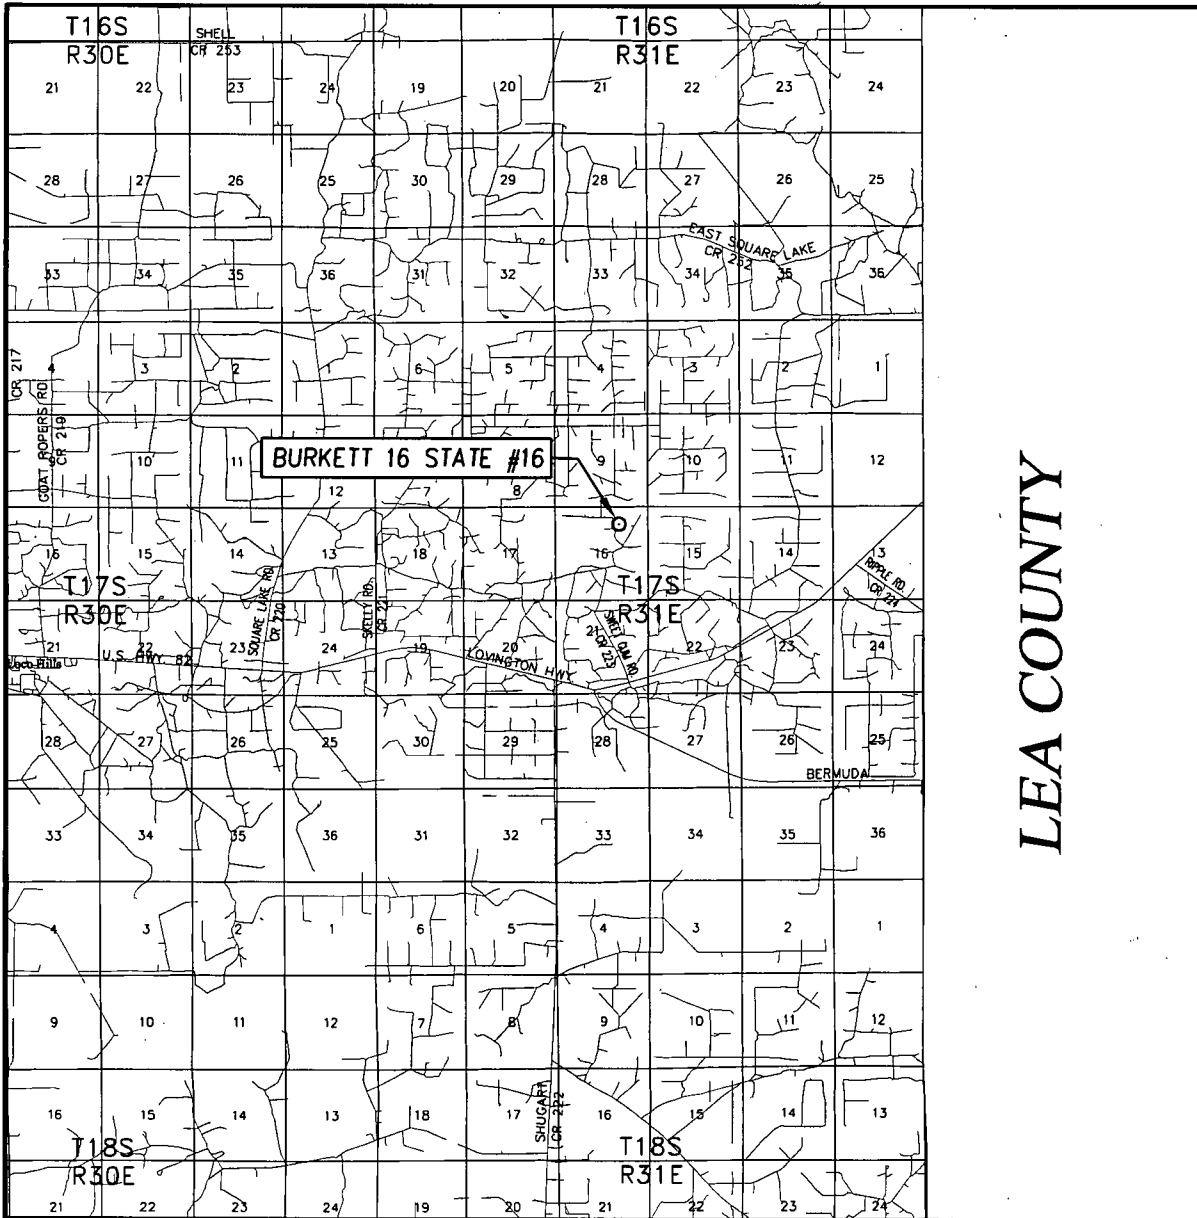 T16S
R30E
SHELL
CR 253
T16S
R31E
21 22 23 24 19 20 21 22 23 24
28 27 26 25 30 29 28 27 26 25
EAST SQUARE LAKE
CR 252
33 34 35 36 31 32 33 34 35 36
CR 217
4 3 2 1 6 5 4 3 2 1
GOAT ROPERS RD
CR 219
BURKETT 16 STATE #16
9 10 11 12 7 8 9 10 11 12
16 15 14 13 18 17 16 15 14 13
T17S
R30E
T17S
R31E
SQUARE LAKE RD.
CR 220
SKELLY RD.
CR 221
SWEET GUM RD.
CR 223
RIPPLE RD.
CR 224
21 22 23 24 19 20 21 22 23 24
Loco Hills
U.S. HWY. 82
LOVINGTON HWY.
28 27 26 25 30 29 28 27 26 25
BERMUDA
33 34 35 36 31 32 33 34 35 36
4 3 2 1 6 5 4 3 2 1
9 10 11 12 7 8 9 10 11 12
SHUGART
CR 222
16 15 14 13 18 17 16 15 14 13
T18S
R30E
T18S
R31E
21 22 23 24 19 20 21 22 23 24
LEA COUNTY